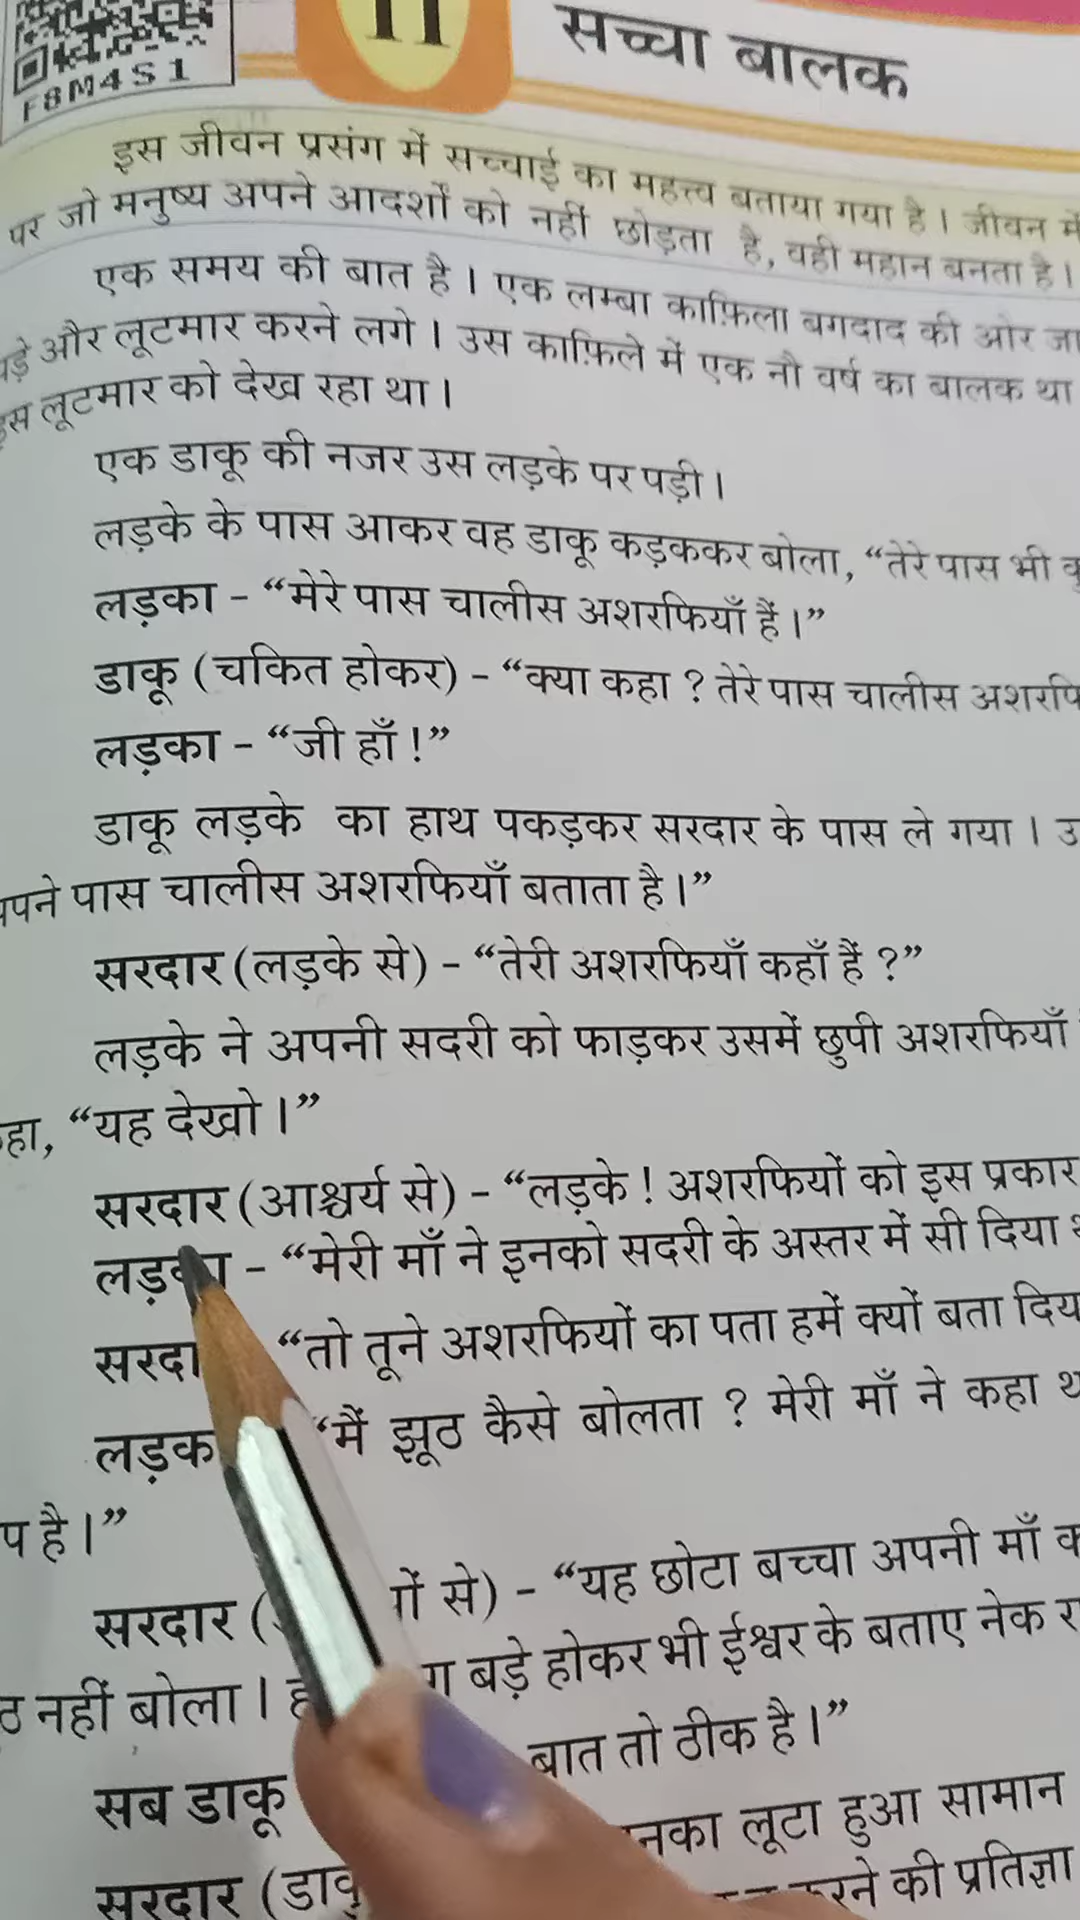 F8M4S1
11
सच्चा बालक
इस जीवन प्रसंग में सच्चाई का महत्त्व बताया गया है । जीवन में
पर जो मनुष्य अपने आदर्शों को नहीं छोड़ता है, वही महान बनता है ।
एक समय की बात है । एक लम्बा काफ़िला बगदाद की ओर जा
और लूटमार करने लगे । उस काफ़िले में एक नौ वर्ष का बालक था
लूटमार को देख रहा था ।
एक डाकू की नजर उस लड़के पर पड़ी ।
लड़के के पास आकर वह डाकू कड़ककर बोला, “तेरे पास भी
लड़का - “मेरे पास चालीस अशरफियाँ हैं ।”
डाकू (चकित होकर) - “क्या कहा ? तेरे पास चालीस
लड़का - “जी हाँ !”
डाकू लड़के का हाथ पकड़कर सरदार के पास ले गया ।
पास चालीस अशरफियाँ बताता है ।”
सरदार (लड़के से) - “तेरी अशरफियाँ कहाँ हैं ?”
लड़के ने अपनी सदरी को फाड़कर उसमें छुपी अशरफियाँ
“यह देखो ।”
सरदार (आश्चर्य से) - “लड़के ! अशरफियों को इस प्रकार
लड़का - “मेरी माँ ने इनको सदरी के अस्तर में सी दिया
“तो तूने अशरफियों का पता हमें क्यों बता
“मैं झूठ कैसे बोलता ? मेरी माँ ने कहा
है ।”
सरदार ( से) - “यह छोटा बच्चा अपनी माँ
नहीं बोला । बड़े होकर भी ईश्वर के बताए नेक
सब डाकू बात तो ठीक है ।”
सरदार ( लूटा हुआ सामान
की प्रतिज्ञा